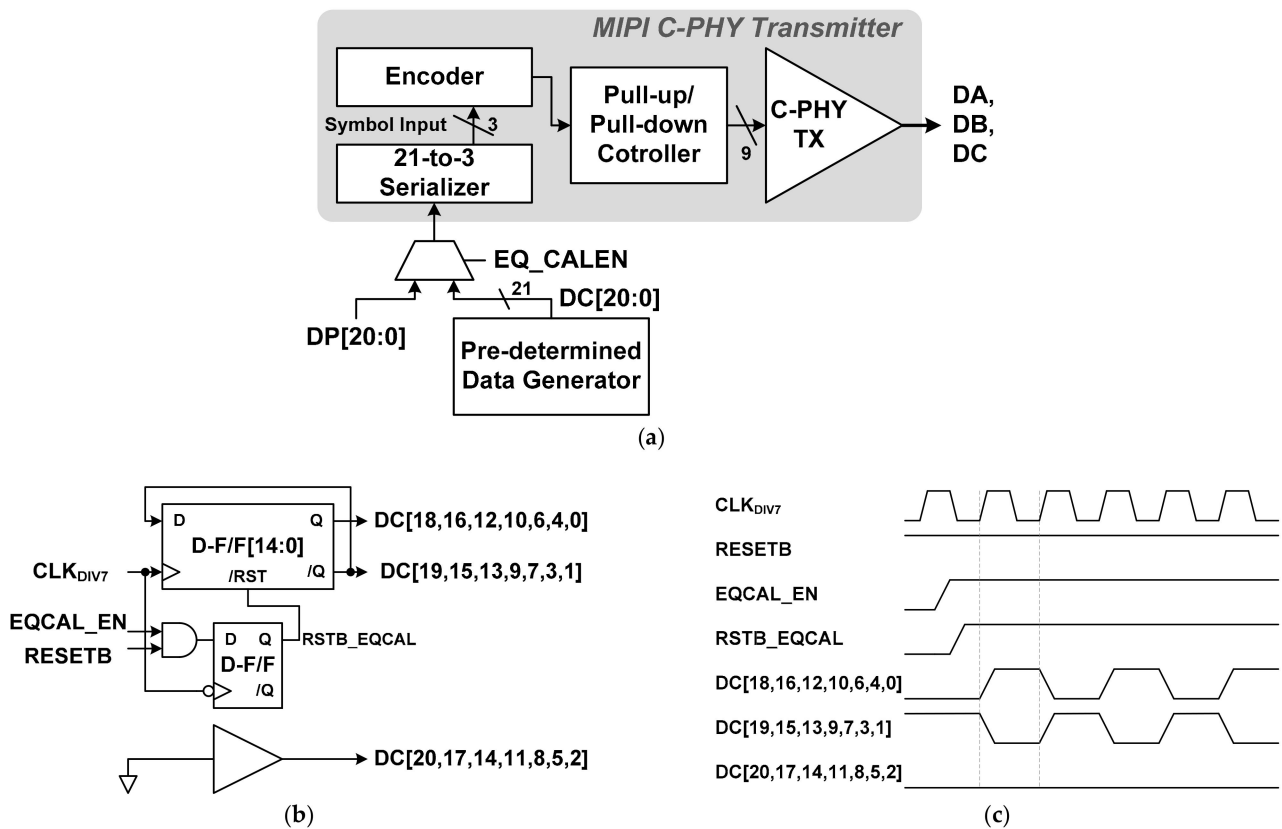 MIPI C-PHY Transmitter
Encoder
Symbol Input
3
21-to-3
Serializer
Pull-up/
Pull-down
Cotroller
9
C-PHY
TX
DA,
DB,
DC
EQ_CALEN
21
DC[20:0]
DP[20:0]
Pre-determined
Data Generator
(a)
D
Q
D-F/F[14:0]
/RST
/Q
DC[18,16,12,10,6,4,0]
DC[19,15,13,9,7,3,1]
CLKDIV7
EQCAL_EN
RESETB
D
Q
D-F/F
/Q
RSTB_EQCAL
DC[20,17,14,11,8,5,2]
(b)
CLKDIV7
RESETB
EQCAL_EN
RSTB_EQCAL
DC[18,16,12,10,6,4,0]
DC[19,15,13,9,7,3,1]
DC[20,17,14,11,8,5,2]
(c)